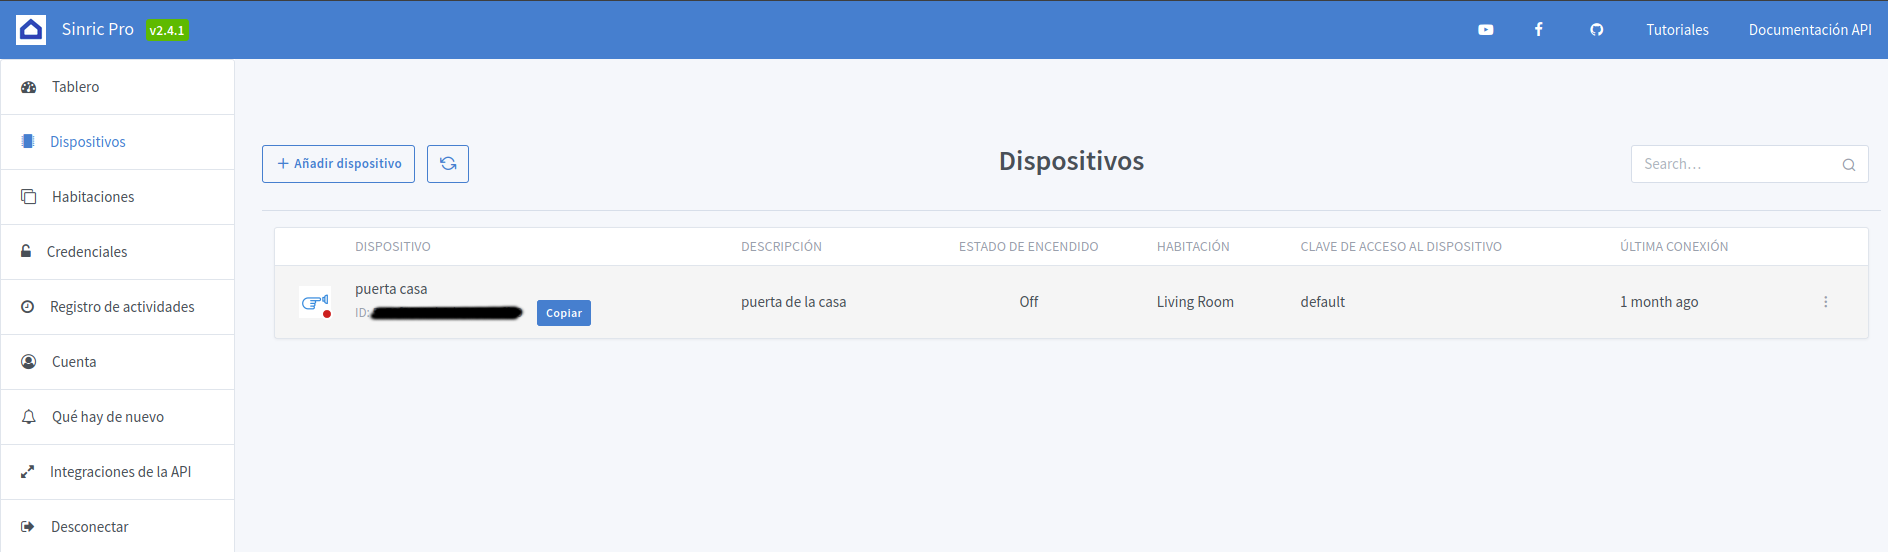 Sinric Pro v2.4.1 Tutoriales Documentación API
Tablero
Dispositivos
Habitaciones
Credenciales
Registro de actividades
Cuenta
Qué hay de nuevo
Integraciones de la API
Desconectar
+ Añadir dispositivo
Dispositivos
Search...
DISPOSITIVO DESCRIPCIÓN ESTADO DE ENCENDIDO HABITACIÓN CLAVE DE ACCESO AL DISPOSITIVO ÚLTIMA CONEXIÓN
puerta casa
ID: Copiar
puerta de la casa Off Living Room default 1 month ago